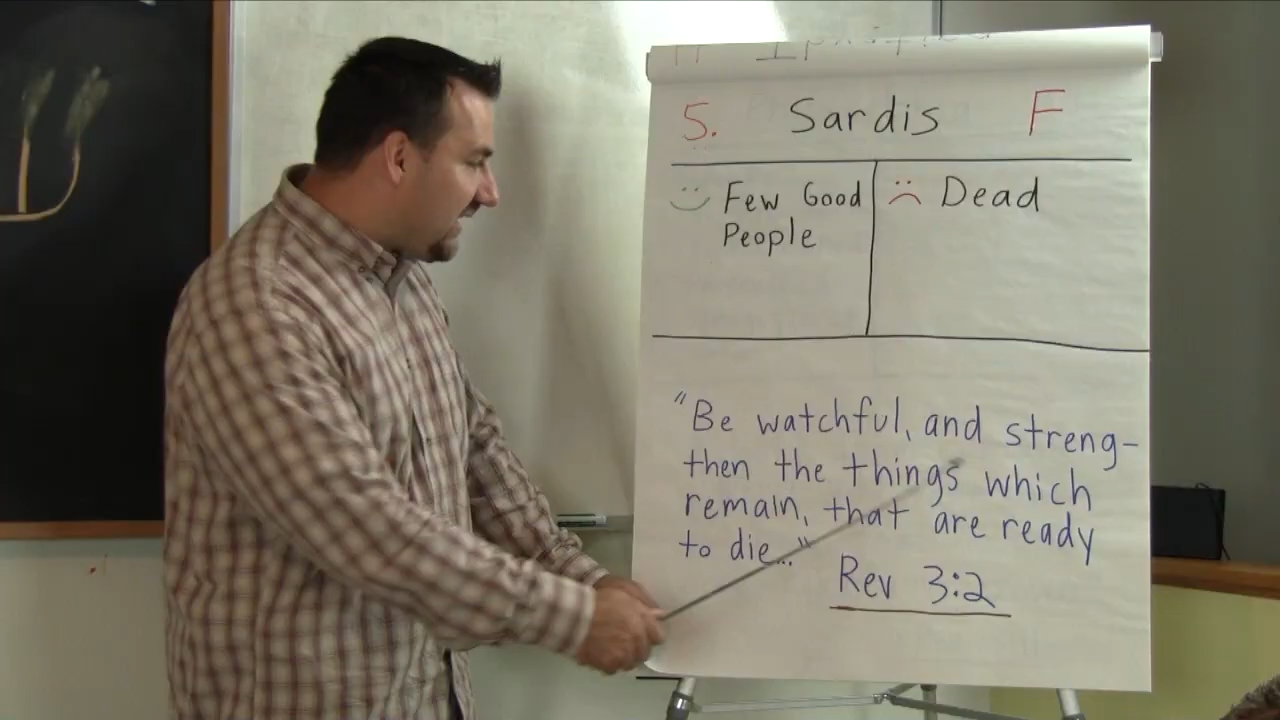 5. Sardis F
Few Good
People
Dead
"Be watchful, and streng-
then the things which
remain, that are ready
to die..."
Rev 3:2